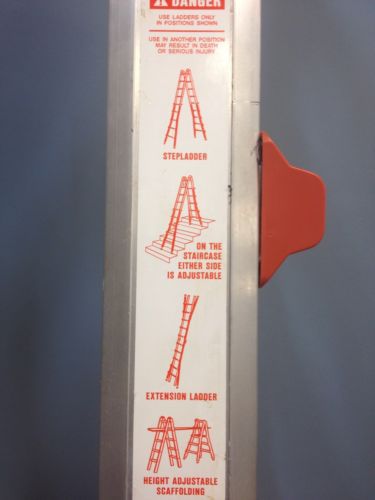 DANGER
USE LADDERS ONLY
IN POSITIONS SHOWN
USE IN ANOTHER POSITION
MAY RESULT IN DEATH
OR SERIOUS INJURY
STEPLADDER
ON THE
STAIRCASE
EITHER SIDE
IS ADJUSTABLE
EXTENSION LADDER
HEIGHT ADJUSTABLE
SCAFFOLDING